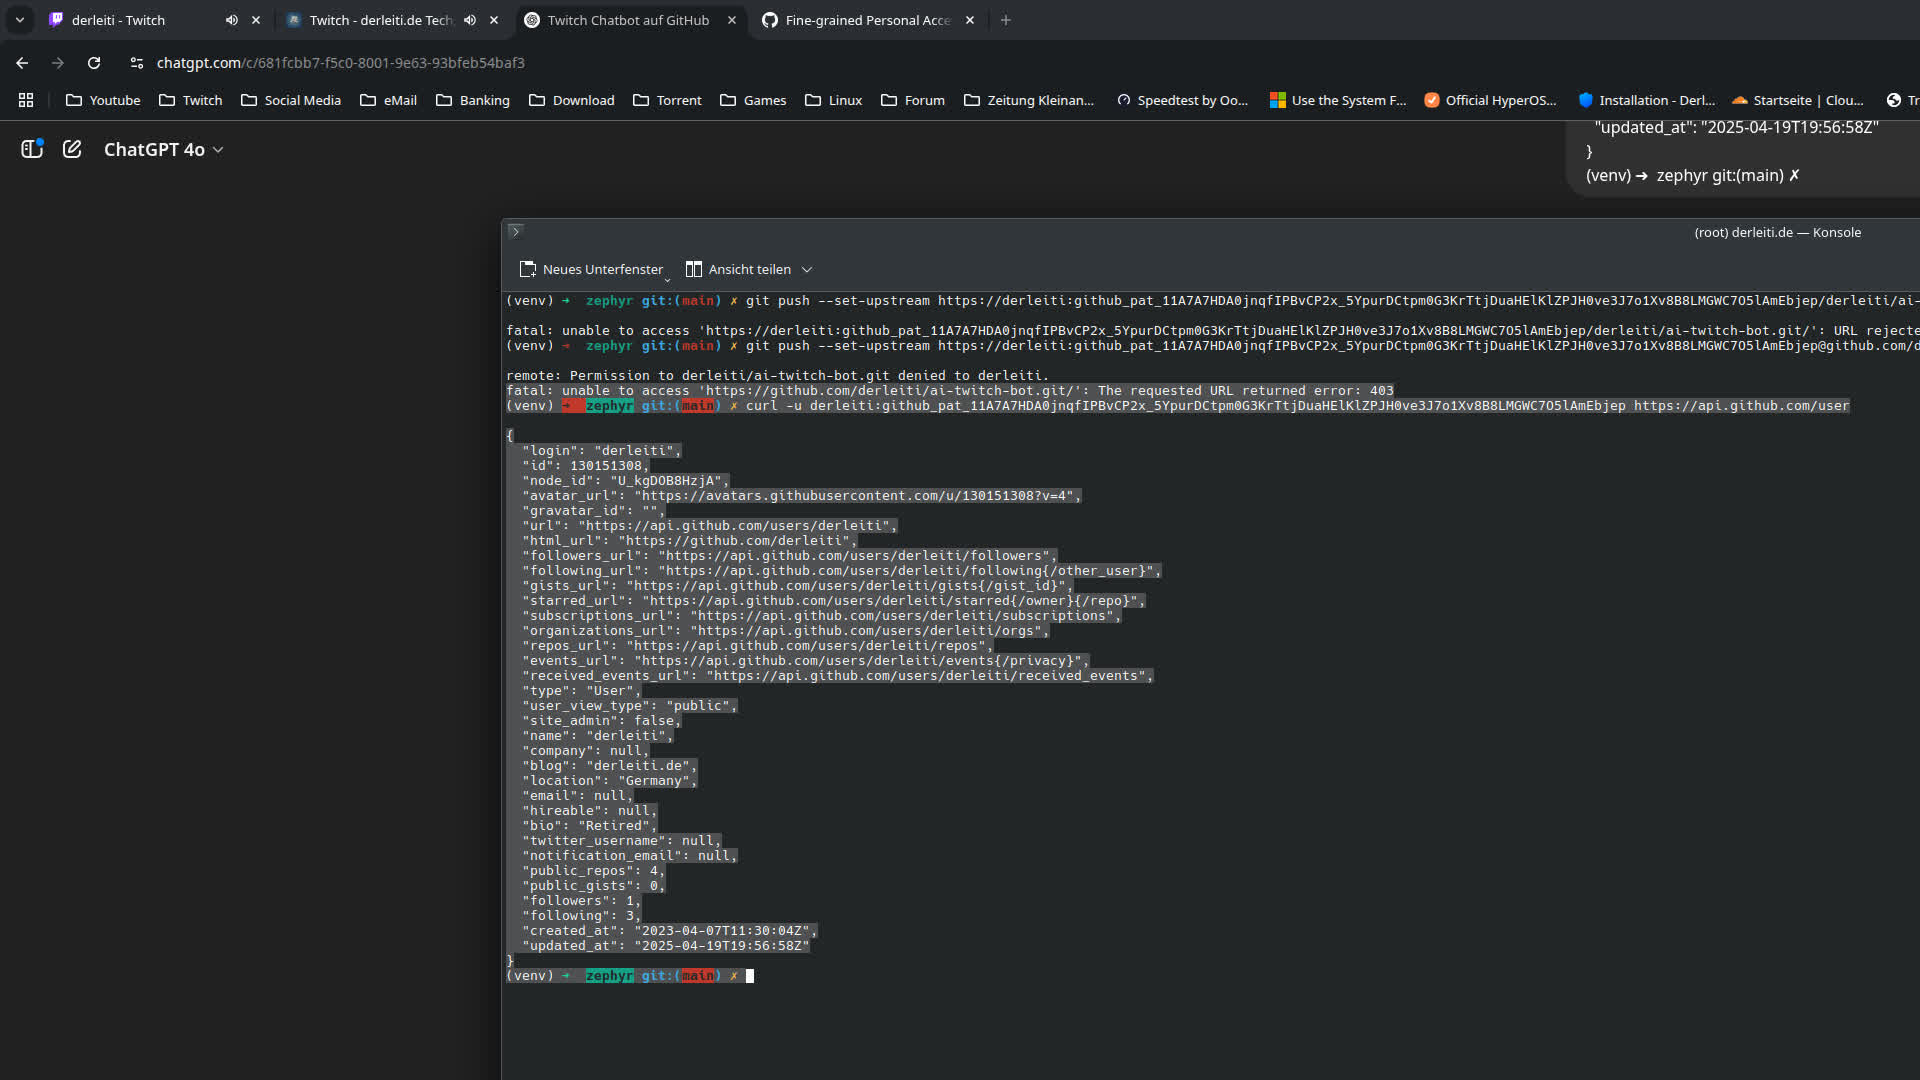 derleiti - Twitch
Twitch - derleiti.de Tech
Twitch Chatbot auf GitHub
Fine-grained Personal Acce
chatgpt.com/c/681fcbb7-f5c0-8001-9e63-93bfeb54baf3
Youtube
Twitch
Social Media
eMail
Banking
Download
Torrent
Games
Linux
Forum
Zeitung Kleinan...
Speedtest by Oo...
Use the System F...
Official HyperOS...
Installation - Derl...
Startseite | Clou...
Tr
ChatGPT 4o
"updated_at": "2025-04-19T19:56:58Z"
}
(venv) ➜ zephyr git:(main) ✗
(root) derleiti.de — Konsole
Neues Unterfenster
Ansicht teilen
(venv) ➜ zephyr git:(main) ✗ git push --set-upstream https://derleiti:[access token omitted]/derleiti/ai-
fatal: unable to access 'https://derleiti:[access token omitted]/derleiti/ai-twitch-bot.git/': URL rejecte
(venv) ➜ zephyr git:(main) ✗ git push --set-upstream https://derleiti:[access token omitted]@github.com/d
remote: Permission to derleiti/ai-twitch-bot.git denied to derleiti.
fatal: unable to access 'https://github.com/derleiti/ai-twitch-bot.git/': The requested URL returned error: 403
(venv) ➜ zephyr git:(main) ✗ curl -u derleiti:[access token omitted] https://api.github.com/user
{
"login": "derleiti",
"id": 130151308,
"node_id": "U_kgDOB8HzjA",
"avatar_url": "https://avatars.githubusercontent.com/u/130151308?v=4",
"gravatar_id": "",
"url": "https://api.github.com/users/derleiti",
"html_url": "https://github.com/derleiti",
"followers_url": "https://api.github.com/users/derleiti/followers",
"following_url": "https://api.github.com/users/derleiti/following{/other_user}",
"gists_url": "https://api.github.com/users/derleiti/gists{/gist_id}",
"starred_url": "https://api.github.com/users/derleiti/starred{/owner}{/repo}",
"subscriptions_url": "https://api.github.com/users/derleiti/subscriptions",
"organizations_url": "https://api.github.com/users/derleiti/orgs",
"repos_url": "https://api.github.com/users/derleiti/repos",
"events_url": "https://api.github.com/users/derleiti/events{/privacy}",
"received_events_url": "https://api.github.com/users/derleiti/received_events",
"type": "User",
"user_view_type": "public",
"site_admin": false,
"name": "derleiti",
"company": null,
"blog": "derleiti.de",
"location": "Germany",
"email": null,
"hireable": null,
"bio": "Retired",
"twitter_username": null,
"notification_email": null,
"public_repos": 4,
"public_gists": 0,
"followers": 1,
"following": 3,
"created_at": "2023-04-07T11:30:04Z",
"updated_at": "2025-04-19T19:56:58Z"
}
(venv) ➜ zephyr git:(main) ✗